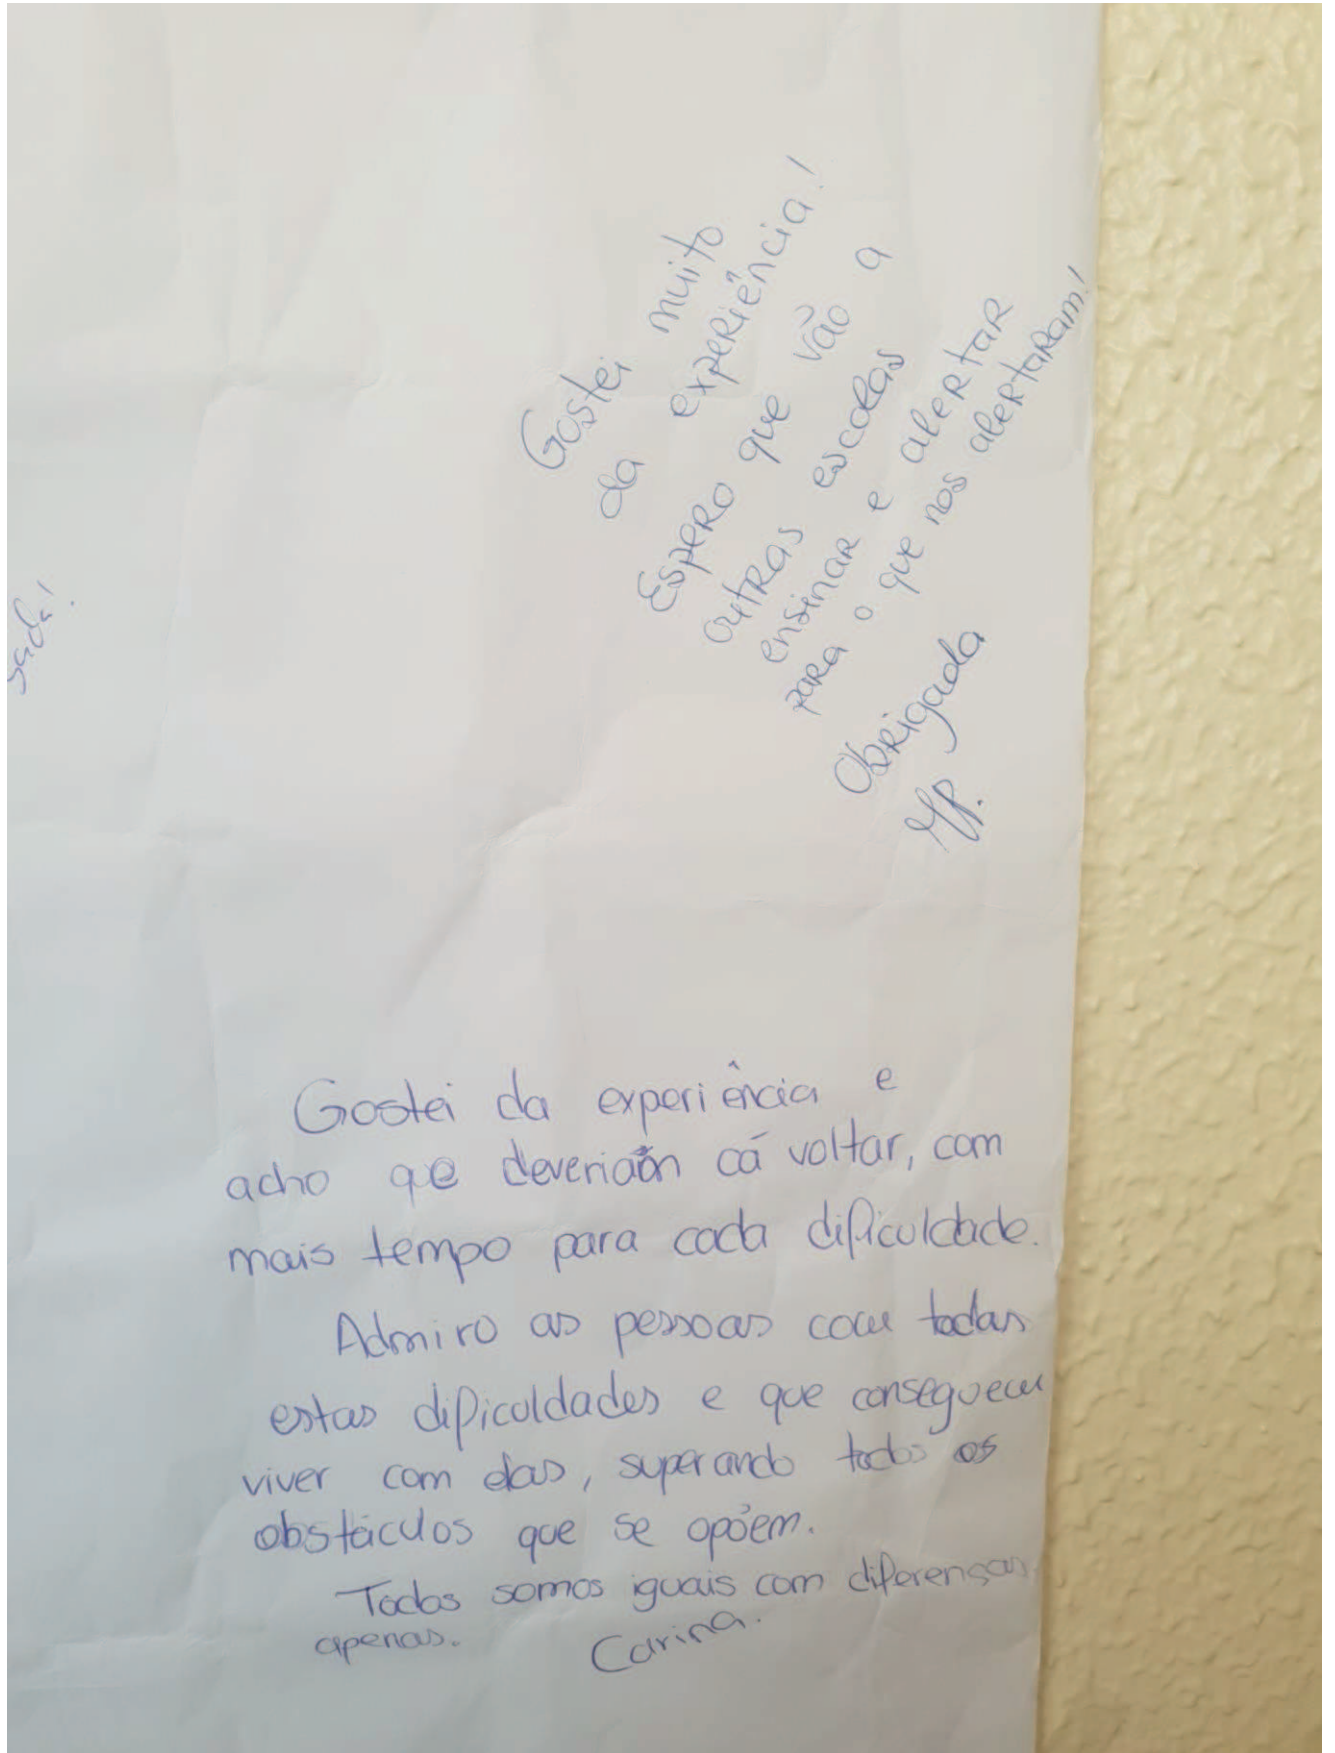 Gostei muito
da experiência!
Espero que vão a
outras escolas
ensinar e alertar
para o que nos alertaram!
Obrigada
Gostei da experiência e
acho que deveriam cá voltar, com
mais tempo para cada dificuldade.
Admiro as pessoas com todas
estas dificuldades e que conseguem
viver com elas, superando todos os
obstáculos que se opõem.
Todos somos iguais com diferenças
apenas.
Carina.